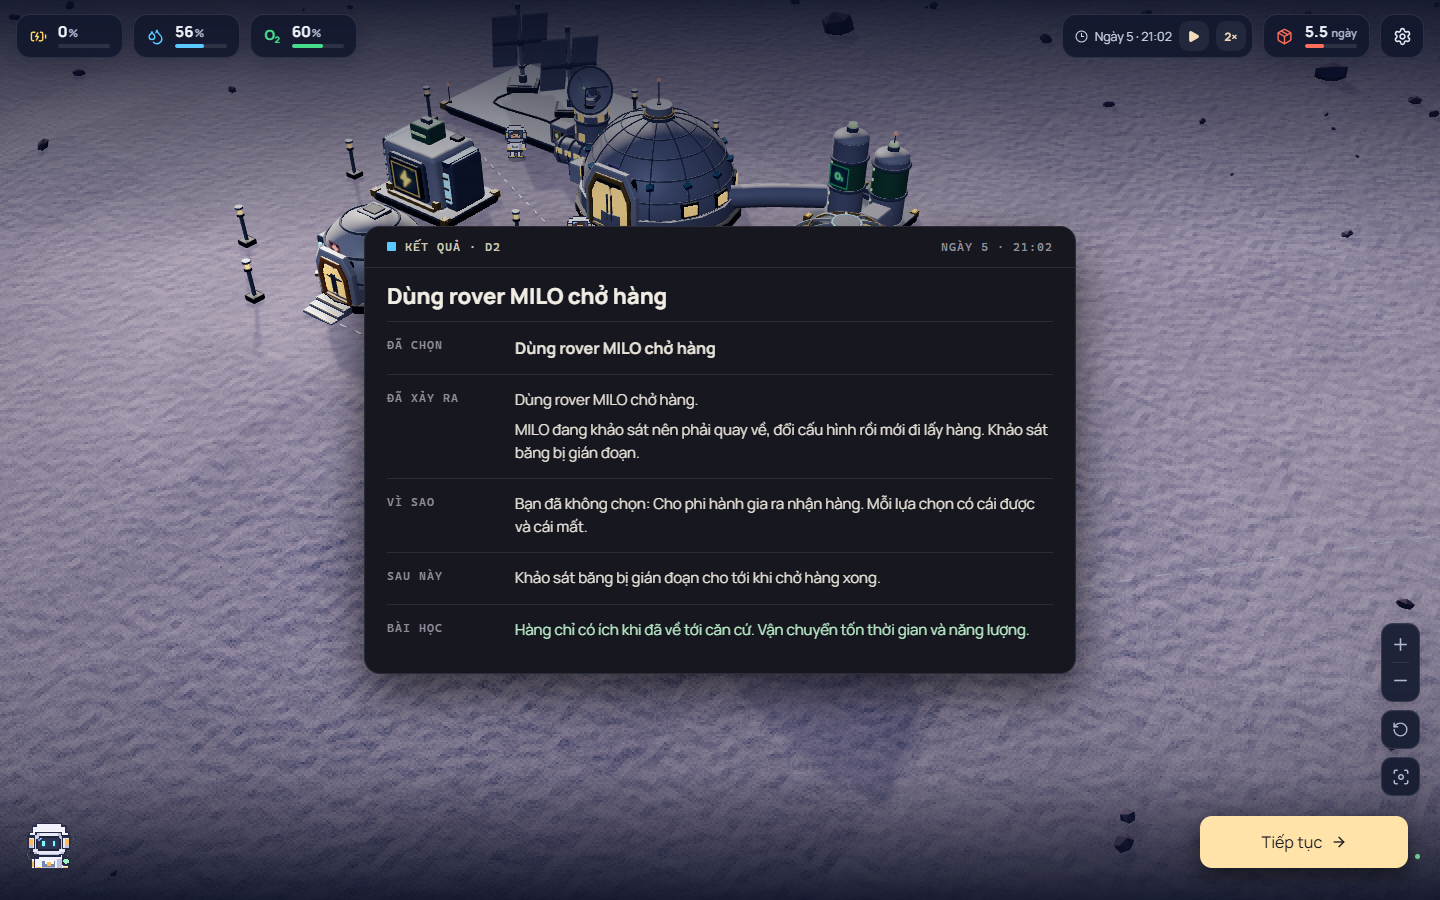 0%
56%
O₂ 60%
Ngày 5 · 21:02
2×
5.5 ngày
KẾT QUẢ · D2
NGÀY 5 · 21:02
Dùng rover MILO chở hàng
ĐÃ CHỌN
Dùng rover MILO chở hàng
ĐÃ XẢY RA
Dùng rover MILO chở hàng.
MILO đang khảo sát nên phải quay về, đổi cấu hình rồi mới đi lấy hàng. Khảo sát
băng bị gián đoạn.
VÌ SAO
Bạn đã không chọn: Cho phi hành gia ra nhận hàng. Mỗi lựa chọn có cái được
và cái mất.
SAU NÀY
Khảo sát băng bị gián đoạn cho tới khi chở hàng xong.
BÀI HỌC
Hàng chỉ có ích khi đã về tới căn cứ. Vận chuyển tốn thời gian và năng lượng.
Tiếp tục →